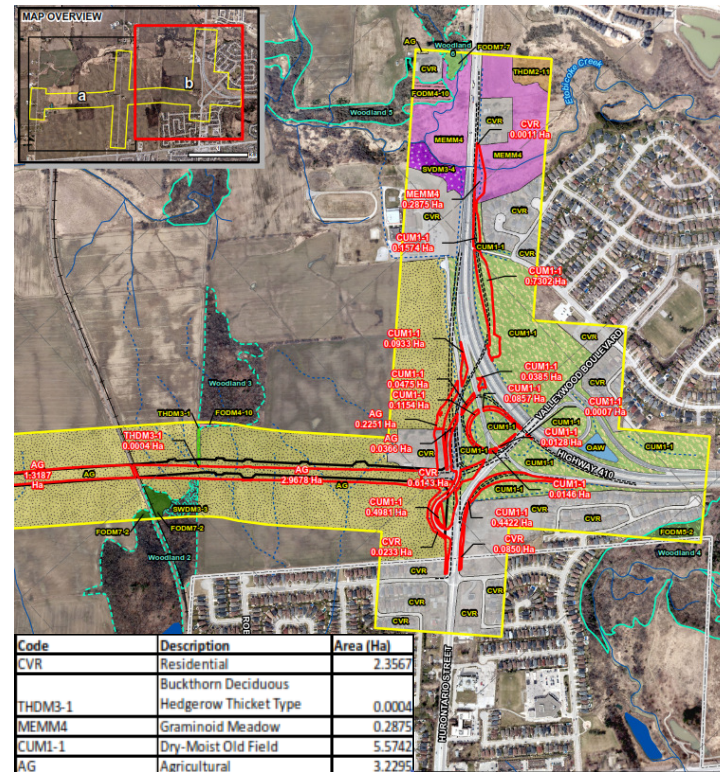 MAP OVERVIEW
a
b
AG
Woodland
6
FODM7-7
CVR
THDM2-11
FODM4-10
Etobicoke Creek
Woodland 5
CVR
CVR
0.0011 Ha
MEMM4
MEMM4
SVDM3-4
MEMM4
0.2875 Ha
CVR
CVR
CUM1-1
0.1574 Ha
CUM1-1
CVR
CUM1-1
0.7302 Ha
CUM1-1
0.0933 Ha
CUM1-1
CVR
VALLEYWOOD BOULEVARD
CUM1-1
0.0385 Ha
CUM1-1
0.0475 Ha
CUM1-1
0.0857 Ha
CUM1-1
0.1154 Ha
CVR
Woodland 3
CUM1-1
0.0007 Ha
THDM3-1
FODM4-10
AG
0.2251 Ha
CUM1-1
CUM1-1
THDM3-1
0.0004 Ha
AG
0.0366 Ha
CUM1-1
0.0128 Ha
CVR
CUM1-1
OAW
CUM1-1
CUM1-1
HIGHWAY 410
AG
1.3187
Ha
AG
AG
2.9678 Ha
AG
CVR
0.6143 Ha
CUM1-1
CUM1-1
0.0146 Ha
SWDM3-3
CUM1-1
0.4981 Ha
CUM1-1
0.4422 Ha
CVR
CVR
FODM7-2
FODM7-2
CVR
0.0233 Ha
CVR
0.0850 Ha
FODM5-2
Woodland 2
Woodland 4
CVR
CVR
CVR
CVR
CVR
HURONTARIO STREET
Code Description Area (Ha)
CVR Residential 2.3567
Buckthorn Deciduous
THDM3-1 Hedgerow Thicket Type 0.0004
MEMM4 Graminoid Meadow 0.2875
CUM1-1 Dry-Moist Old Field 5.5742
AG Agricultural 3.2295